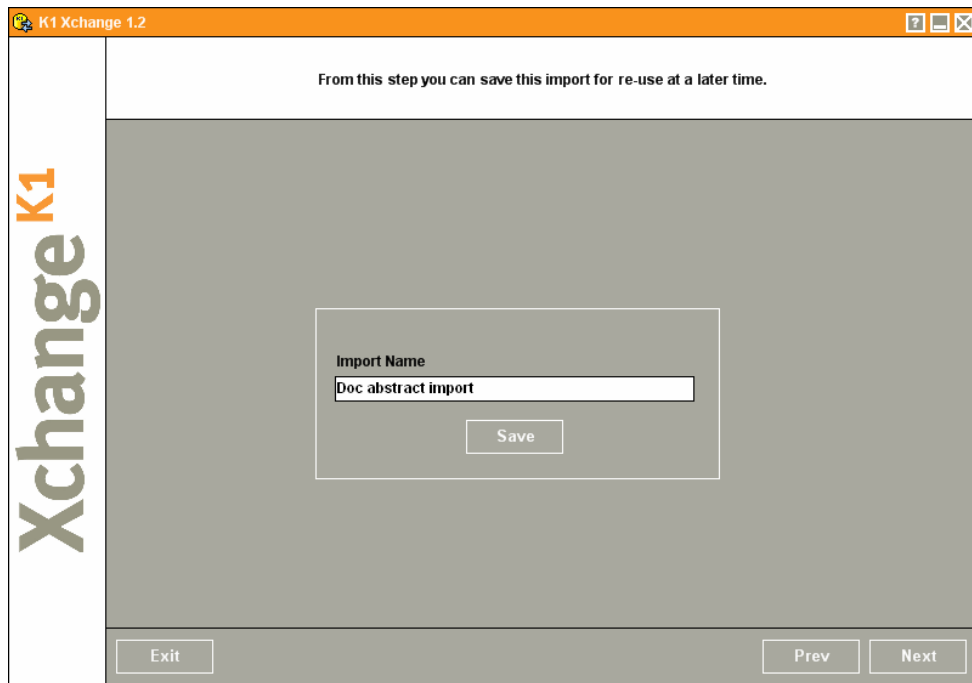 K1 Xchange 1.2
?
From this step you can save this import for re-use at a later time.
Xchange K1
Import Name
Doc abstract import
Save
Exit
Prev
Next